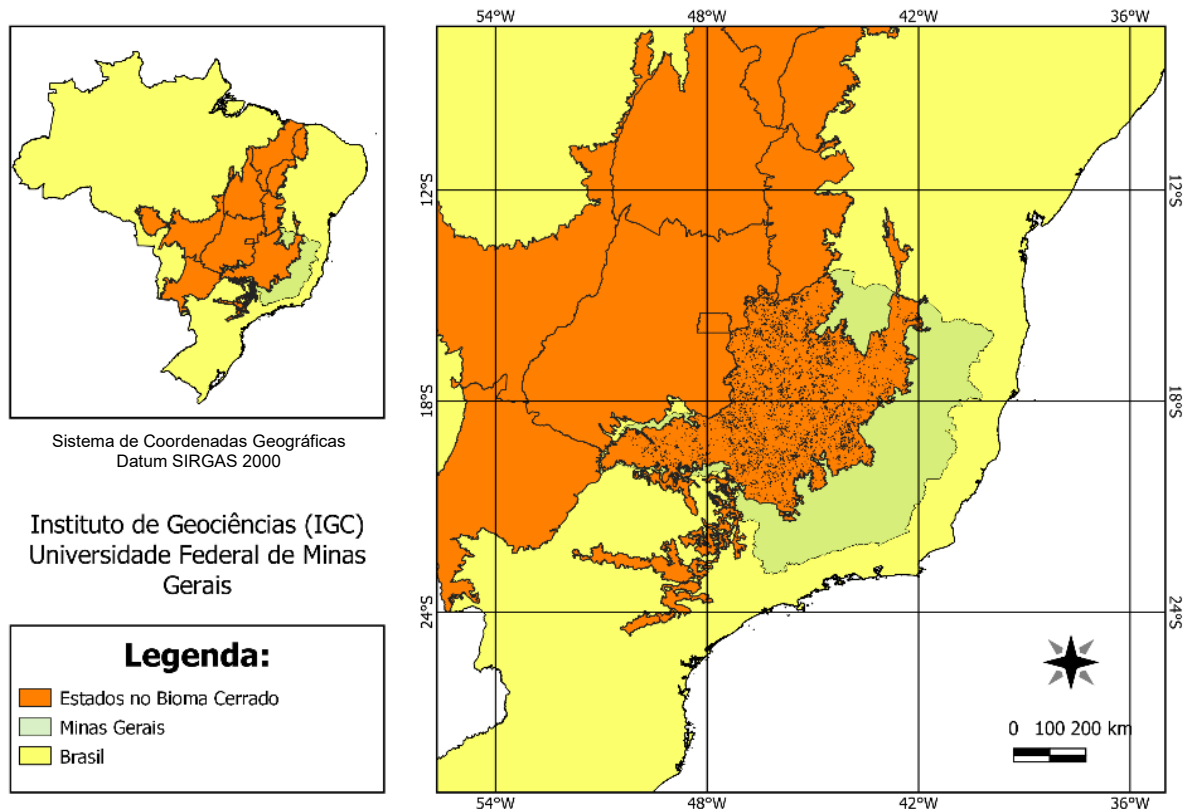 54°W 48°W 42°W 36°W
12°S 12°S
18°S 18°S
24°S 24°S
Sistema de Coordenadas Geográficas
Datum SIRGAS 2000
Instituto de Geociências (IGC)
Universidade Federal de Minas
Gerais
Legenda:
Estados no Bioma Cerrado
Minas Gerais
Brasil
0 100 200 km
54°W 48°W 42°W 36°W